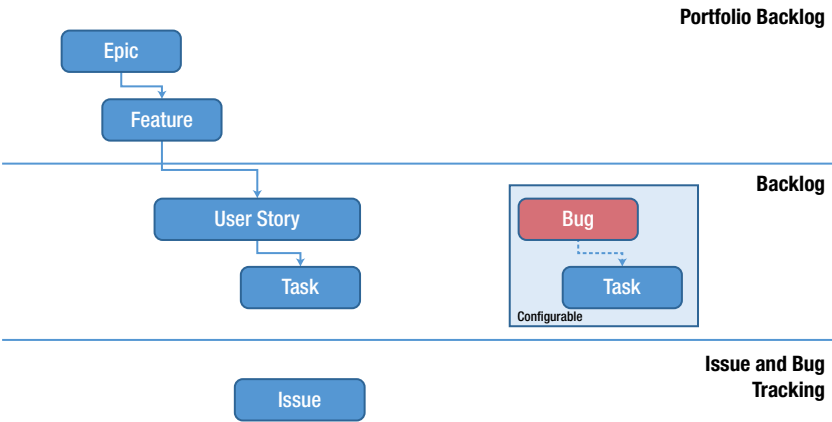 Portfolio Backlog
Epic
Feature
Backlog
User Story
Bug
Task
Task
Configurable
Issue and Bug
Tracking
Issue